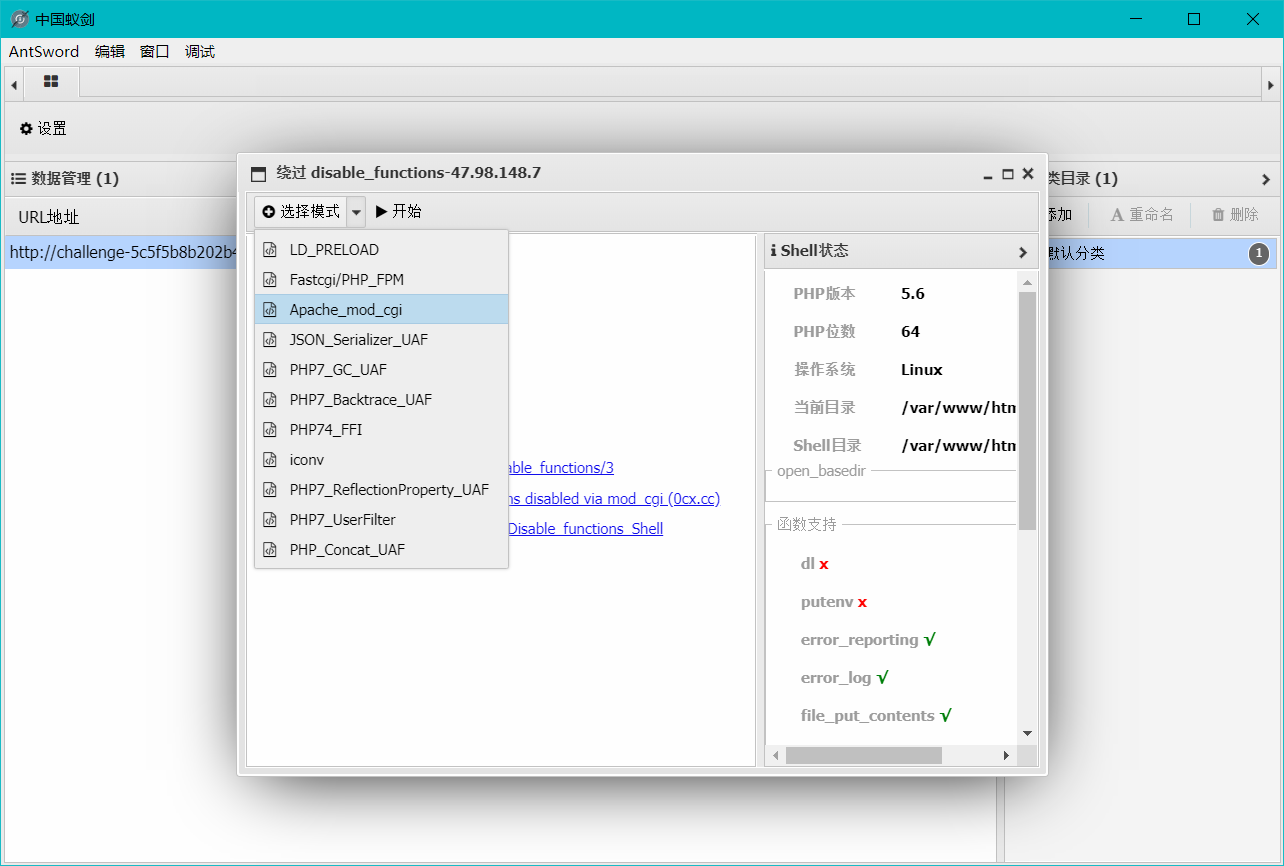 中国蚁剑
AntSword 编辑 窗口 调试
设置
数据管理 (1)
URL地址
http://challenge-5c5f5b8b202b4
绕过 disable_functions-47.98.148.7
选择模式 开始
LD_PRELOAD
Fastcgi/PHP_FPM
Apache_mod_cgi
JSON_Serializer_UAF
PHP7_GC_UAF
PHP7_Backtrace_UAF
PHP74_FFI
iconv
PHP7_ReflectionProperty_UAF
PHP7_UserFilter
PHP_Concat_UAF
able_functions/3
ns disabled via mod_cgi (0cx.cc)
Disable_functions_Shell
Shell状态
PHP版本 5.6
PHP位数 64
操作系统 Linux
当前目录 /var/www/htm
Shell目录 /var/www/htm
open_basedir
函数支持
dl x
putenv x
error_reporting √
error_log √
file_put_contents √
类目录 (1)
添加 重命名 删除
默认分类 1